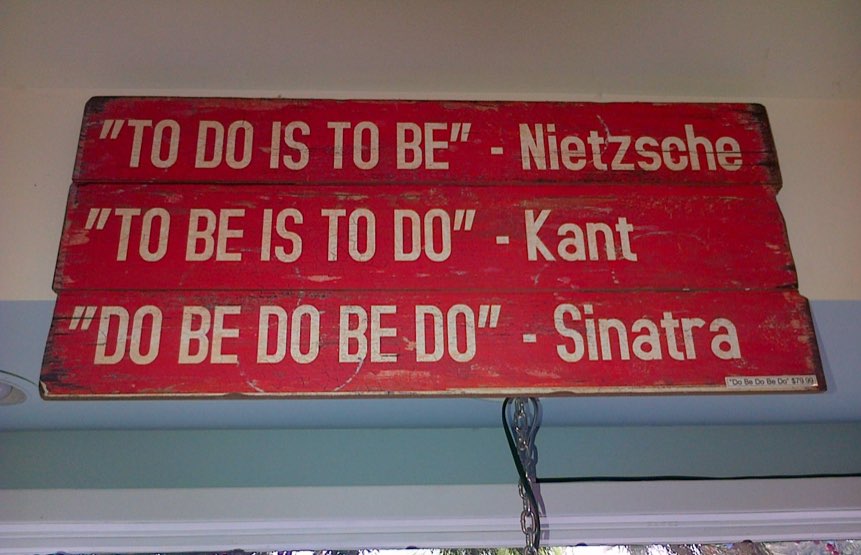 "TO DO IS TO BE" - Nietzsche
"TO BE IS TO DO" - Kant
"DO BE DO BE DO" - Sinatra
"Do Be Do Be Do" $79.99